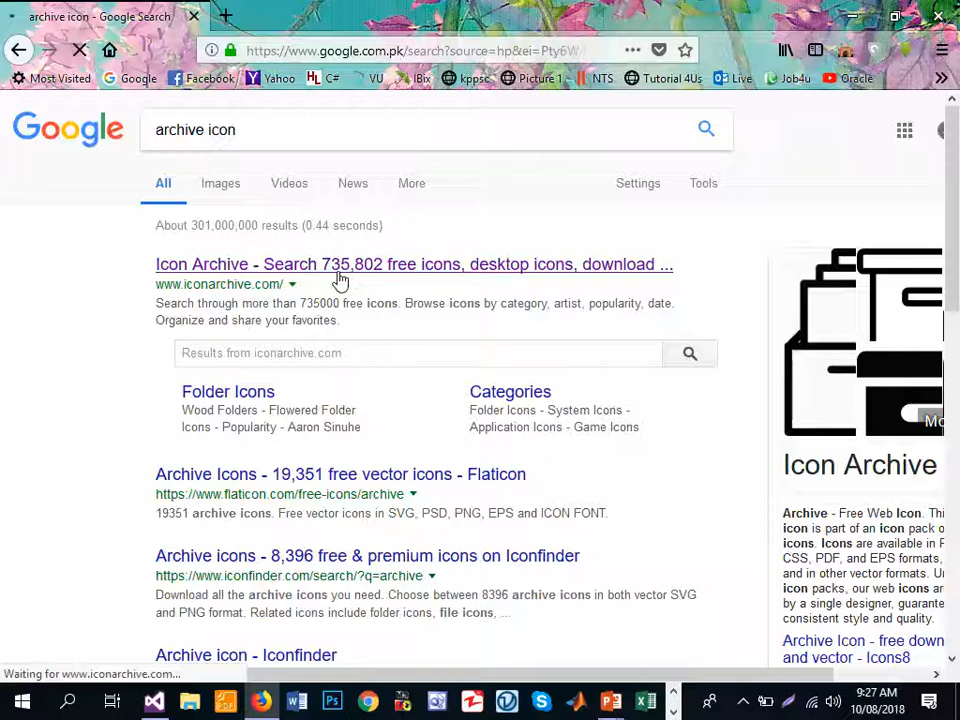 archive icon - Google Search
https://www.google.com.pk/search?source=hp&ei=Pty6W
Most Visited Google Facebook Yahoo C# VU IBix kppsc Picture 1 NTS Tutorial 4Us Live Job4u Oracle
Google
archive icon
All Images Videos News More Settings Tools
About 301,000,000 results (0.44 seconds)
Icon Archive - Search 735,802 free icons, desktop icons, download ...
www.iconarchive.com/
Search through more than 735000 free icons. Browse icons by category, artist, popularity, date.
Organize and share your favorites.
Results from iconarchive.com
Folder Icons
Wood Folders - Flowered Folder
Icons - Popularity - Aaron Sinuhe
Categories
Folder Icons - System Icons -
Application Icons - Game Icons
Archive Icons - 19,351 free vector icons - Flaticon
https://www.flaticon.com/free-icons/archive
19351 archive icons. Free vector icons in SVG, PSD, PNG, EPS and ICON FONT.
Archive icons - 8,396 free & premium icons on Iconfinder
https://www.iconfinder.com/search/?q=archive
Download all the archive icons you need. Choose between 8396 archive icons in both vector SVG
and PNG format. Related icons include folder icons, file icons, ...
Archive icon - Iconfinder
Mo
Icon Archive
Archive - Free Web Icon. Thi
icon is part of an icon pack o
icons. Icons are available in P
CSS, PDF, and EPS formats,
and in other vector formats. Un
icon packs, our web icons ar
by a single designer, guarante
consistent style and quality.
Archive Icon - free down
and vector - Icons8
Waiting for www.iconarchive.com...
9:27 AM
10/08/2018